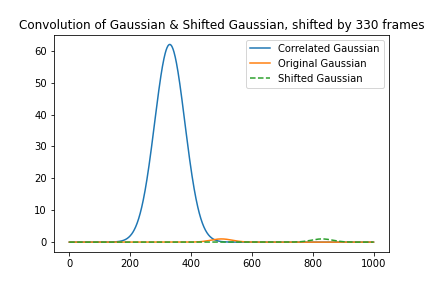 Convolution of Gaussian & Shifted Gaussian, shifted by 330 frames
Correlated Gaussian
Original Gaussian
Shifted Gaussian
60
50
40
30
20
10
0
0 200 400 600 800 1000